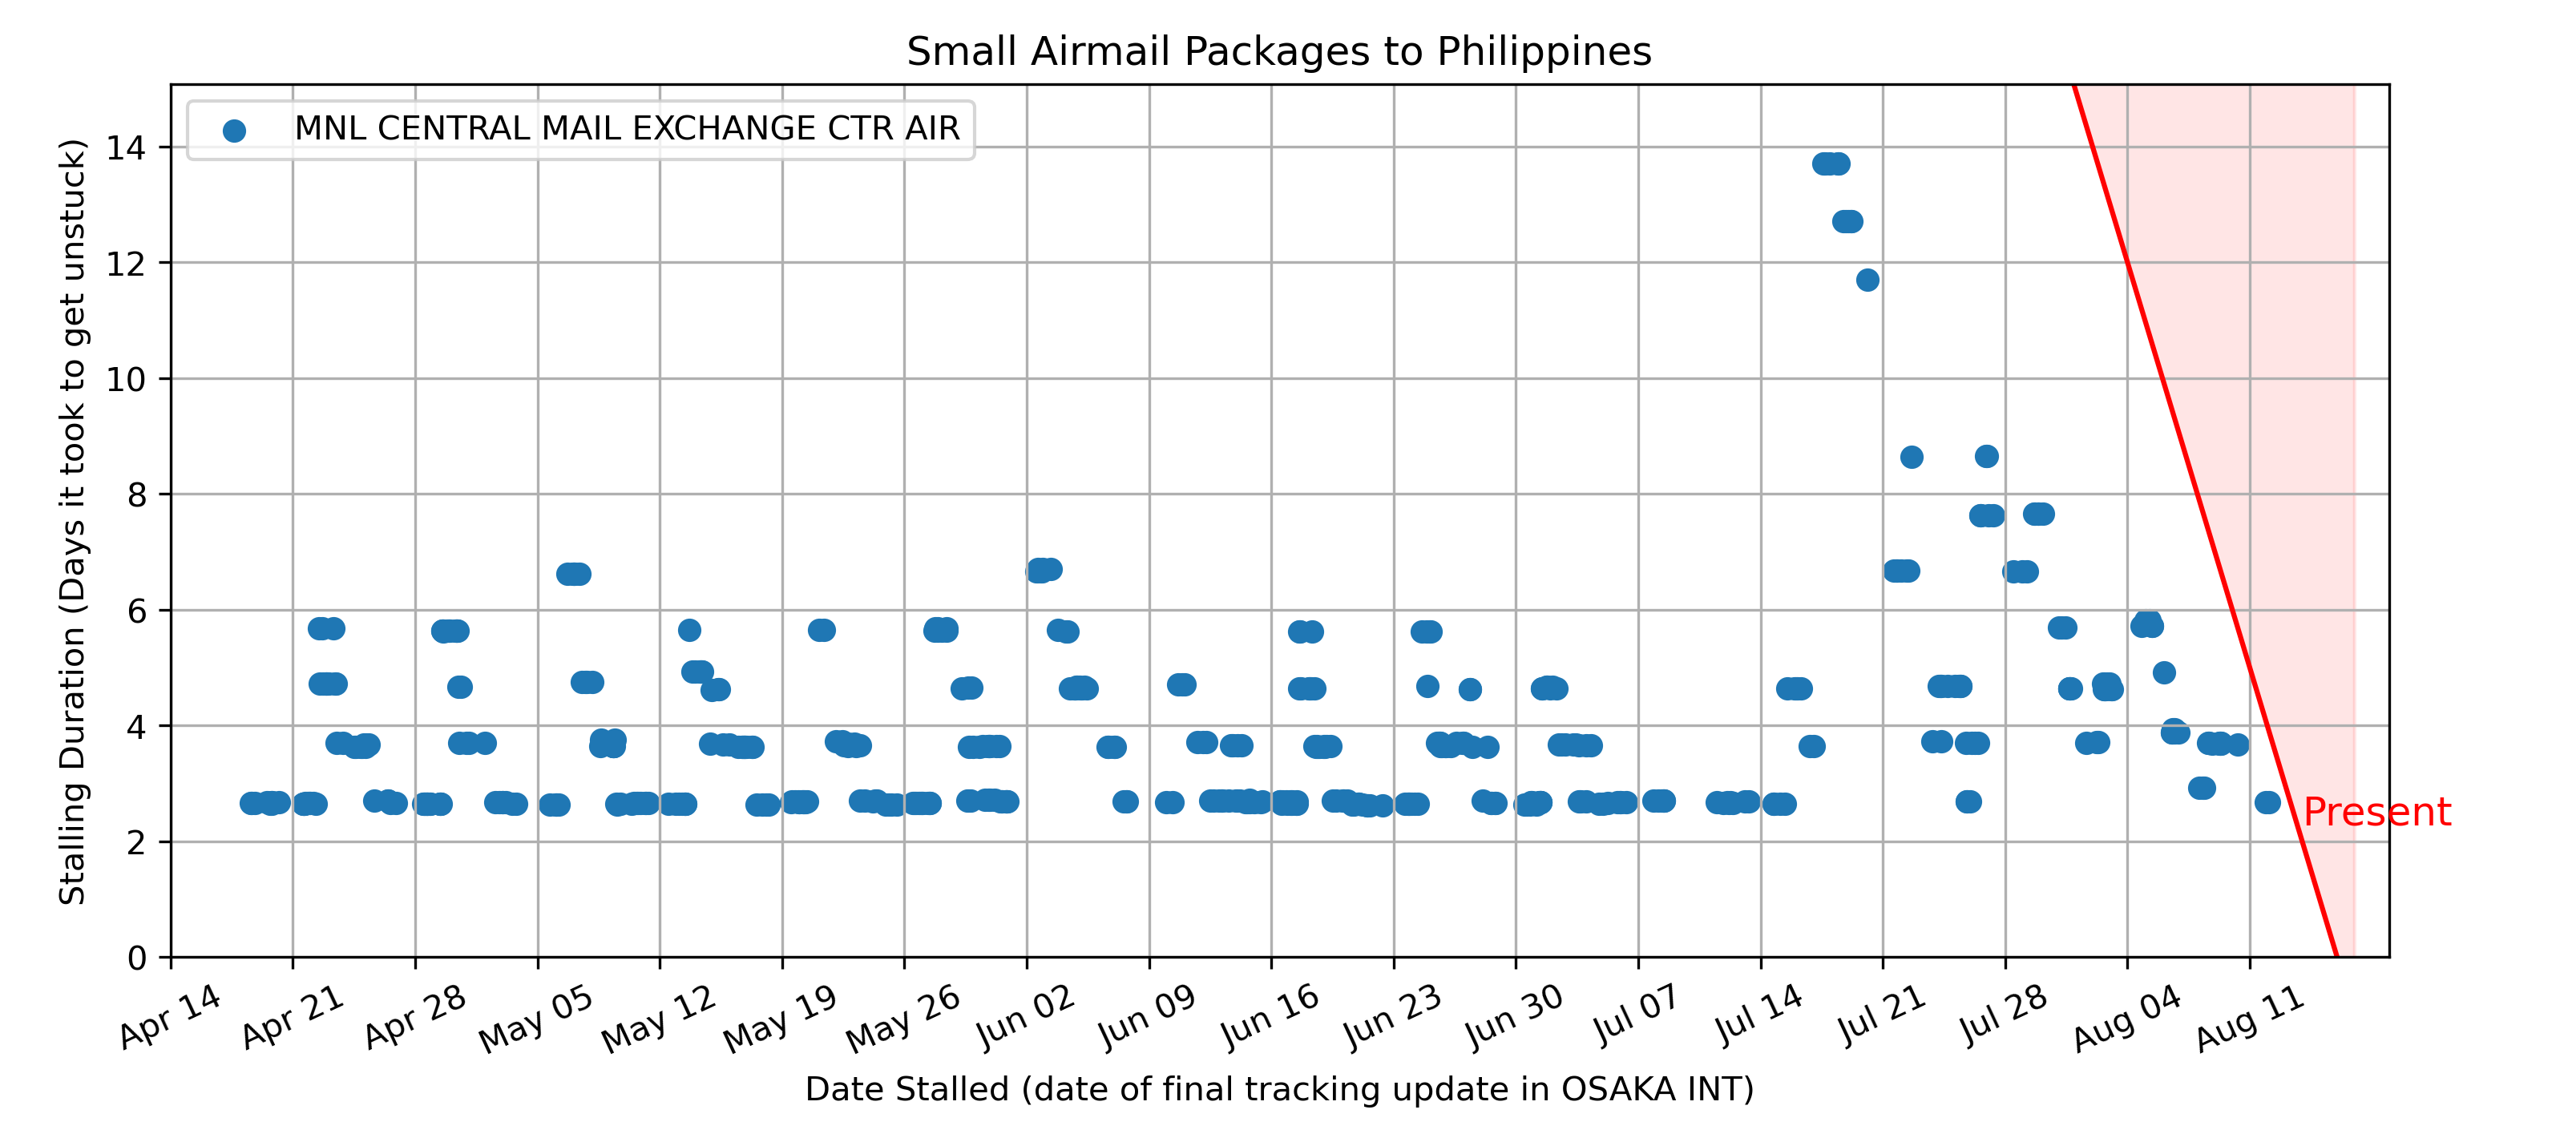 Small Airmail Packages to Philippines
MNL CENTRAL MAIL EXCHANGE CTR AIR
Stalling Duration (Days it took to get unstuck)
14
12
10
8
6
4
2
0
Present
Apr 14
Apr 21
Apr 28
May 05
May 12
May 19
May 26
Jun 02
Jun 09
Jun 16
Jun 23
Jun 30
Jul 07
Jul 14
Jul 21
Jul 28
Aug 04
Aug 11
Date Stalled (date of final tracking update in OSAKA INT)